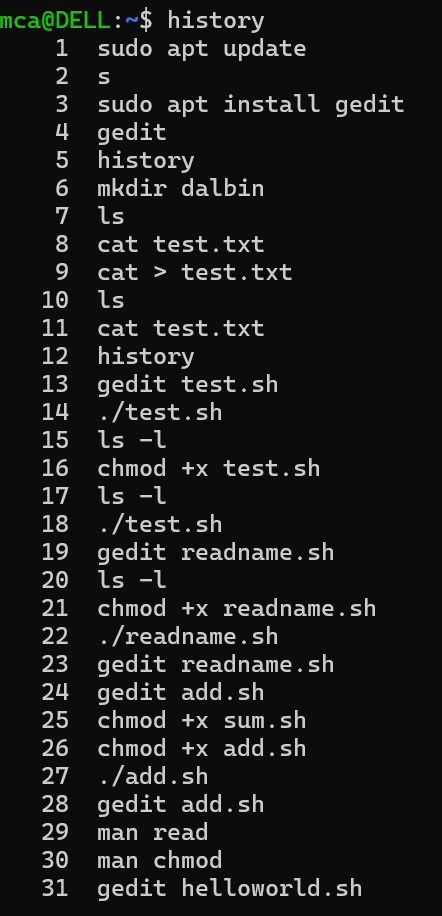 mca@DELL:~$ history
1 sudo apt update
2 s
3 sudo apt install gedit
4 gedit
5 history
6 mkdir dalbin
7 ls
8 cat test.txt
9 cat > test.txt
10 ls
11 cat test.txt
12 history
13 gedit test.sh
14 ./test.sh
15 ls -l
16 chmod +x test.sh
17 ls -l
18 ./test.sh
19 gedit readname.sh
20 ls -l
21 chmod +x readname.sh
22 ./readname.sh
23 gedit readname.sh
24 gedit add.sh
25 chmod +x sum.sh
26 chmod +x add.sh
27 ./add.sh
28 gedit add.sh
29 man read
30 man chmod
31 gedit helloworld.sh